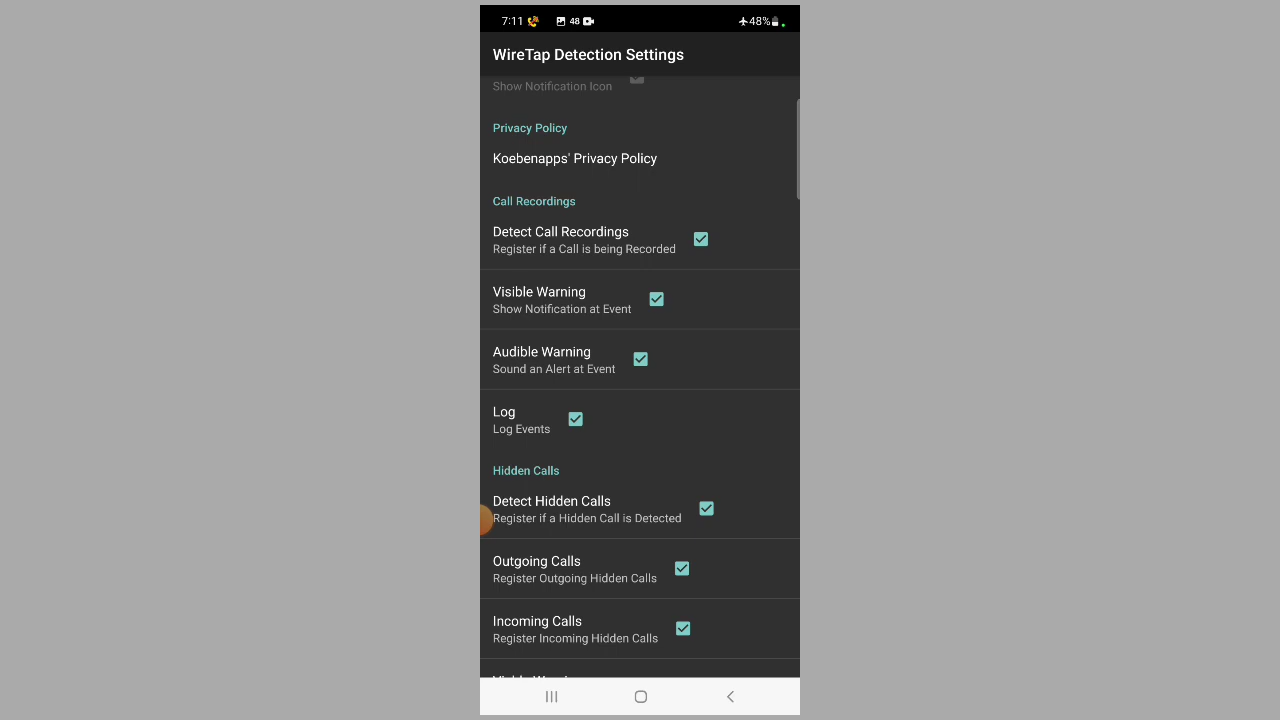 7:11 48 48%
WireTap Detection Settings
Show Notification Icon
Privacy Policy
Koebenapps' Privacy Policy
Call Recordings
Detect Call Recordings
Register if a Call is being Recorded
Visible Warning
Show Notification at Event
Audible Warning
Sound an Alert at Event
Log
Log Events
Hidden Calls
Detect Hidden Calls
Register if a Hidden Call is Detected
Outgoing Calls
Register Outgoing Hidden Calls
Incoming Calls
Register Incoming Hidden Calls